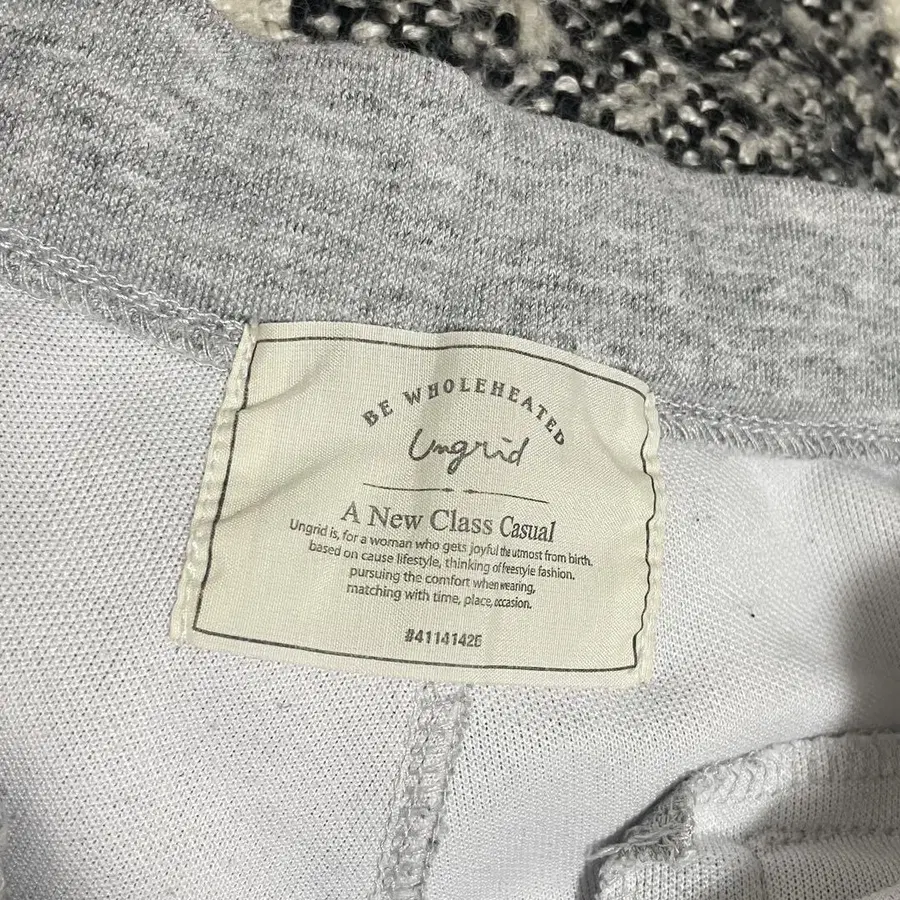 BE WHOLEHEATED
Ungrid
A New Class Casual
Ungrid is, for a woman who gets joyful the utmost from birth.
based on cause lifestyle, thinking of freestyle fashion.
pursuing the comfort when wearing,
matching with time, place, occasion.
#4114142E